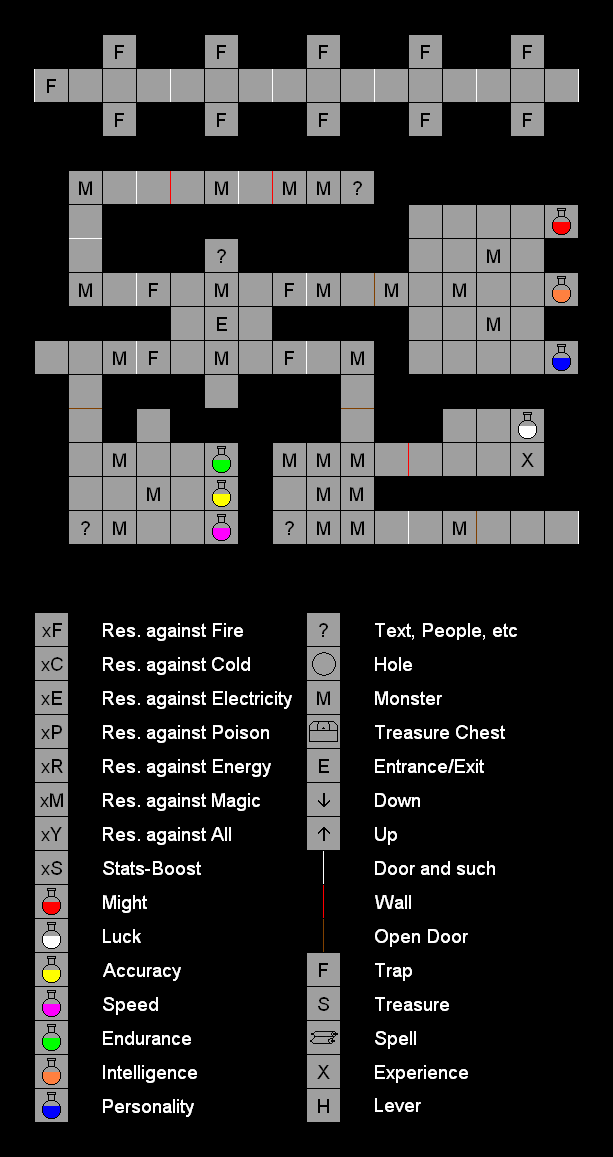 F F F F F
F
F F F F F
M M M M ?
? M
M F M F M M M
E M
M F M F M
M M M M X
M M M
? M ? M M M
xF Res. against Fire ? Text, People, etc
xC Res. against Cold Hole
xE Res. against Electricity M Monster
xP Res. against Poison Treasure Chest
xR Res. against Energy E Entrance/Exit
xM Res. against Magic ↓ Down
xY Res. against All ↑ Up
xS Stats-Boost Door and such
Might Wall
Luck Open Door
Accuracy F Trap
Speed S Treasure
Endurance Spell
Intelligence X Experience
Personality H Lever